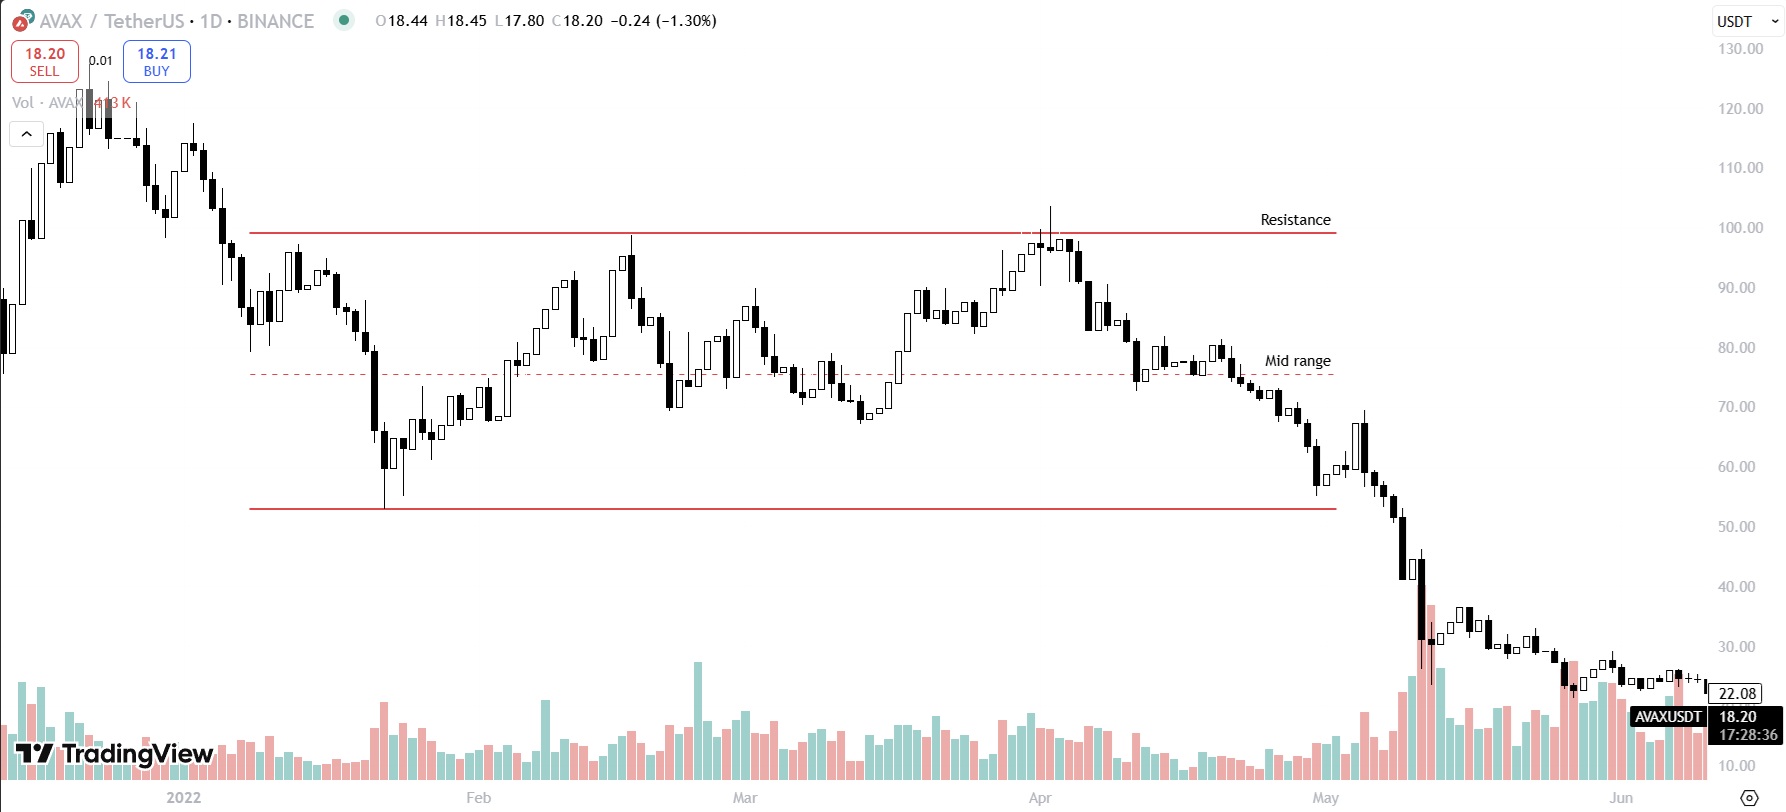 AVAX / TetherUS · 1D · BINANCE O18.44 H18.45 L17.80 C18.20 −0.24 (−1.30%)
USDT
18.20
SELL
0.01
18.21
BUY
Vol · AVAX 413 K
130.00
120.00
110.00
100.00
90.00
80.00
70.00
60.00
50.00
40.00
30.00
10.00
Resistance
Mid range
22.08
AVAXUSDT 18.20
17:28:36
TradingView
2022 Feb Mar Apr May Jun